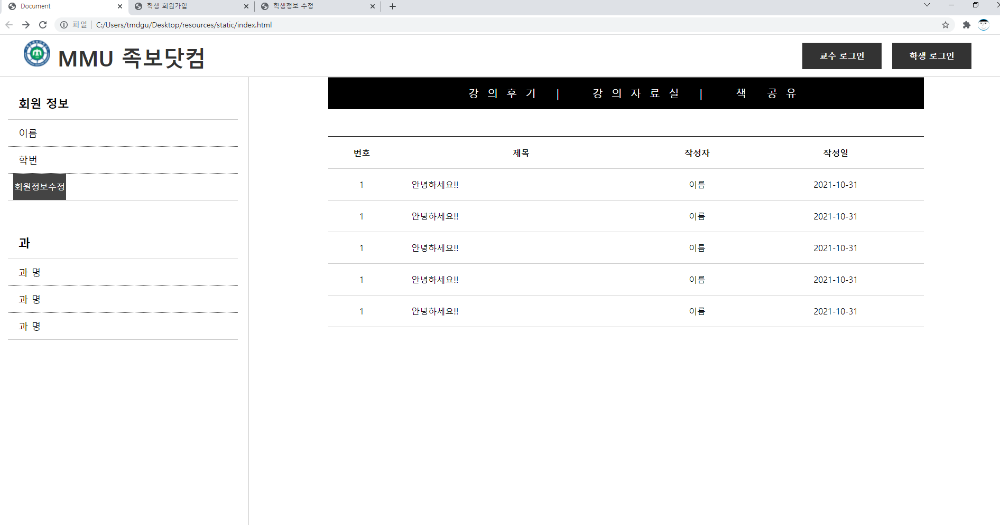 Document
학생 회원가입
학생정보 수정
파일 | C:/Users/tmdgu/Desktop/resources/static/index.html
MMU 족보닷컴
교수 로그인
학생 로그인
강의후기 | 강의자료실 | 책 공유
회원 정보
이름
학번
회원정보수정
과
과 명
과 명
과 명
번호 제목 작성자 작성일
1 안녕하세요!! 이름 2021-10-31
1 안녕하세요!! 이름 2021-10-31
1 안녕하세요!! 이름 2021-10-31
1 안녕하세요!! 이름 2021-10-31
1 안녕하세요!! 이름 2021-10-31